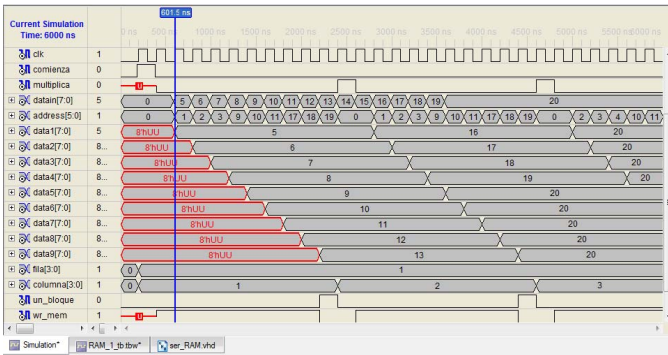 601.5 ns
Current Simulation
Time: 6000 ns
0 ns 500 ns 1000 ns 1500 ns 2000 ns 2500 ns 3000 ns 3500 ns 4000 ns 4500 ns 5000 ns 5500 ns 6000 ns
clk 1
comienza 0
multiplica 0 U
datain[7:0] 5 0 5 6 7 8 9 10 11 12 13 14 15 16 17 18 19 20
address[5:0] 1 0 1 2 3 9 10 11 17 18 19 0 1 2 3 9 10 11 17 18 19 0 2 3 4 10 11
data1[7:0] 5 8'hUU 5 16 20
data2[7:0] 8... 8'hUU 6 17 20
data3[7:0] 8... 8'hUU 7 18 20
data4[7:0] 8... 8'hUU 8 19 20
data5[7:0] 8... 8'hUU 9 20
data6[7:0] 8... 8'hUU 10 20
data7[7:0] 8... 8'hUU 11 20
data8[7:0] 8... 8'hUU 12 20
data9[7:0] 8... 8'hUU 13 20
fila[3:0] 1 0 1
columna[3:0] 1 0 1 2 3
un_bloque 0
wr_mem 1 U
Simulation* RAM_1_tb.tbw* ser_RAM.vhd